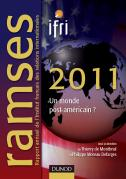 ifri
ramses
Rapport annuel de l'Institut français des relations internationales
2011
Un monde
post-américain ?
sous la direction de
Thierry de Montbrial
Philippe Moreau Defarges
DUNOD